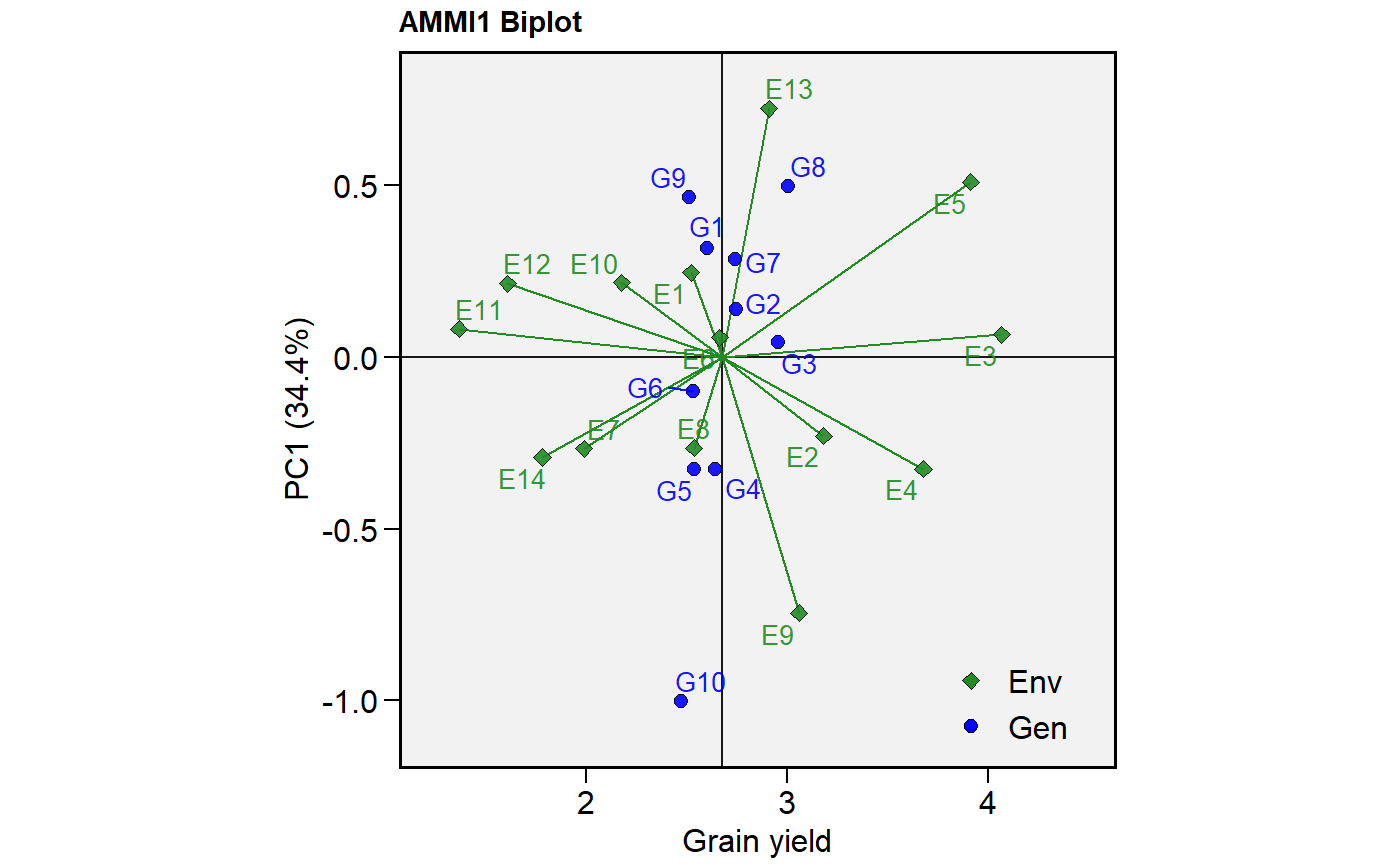 AMMI1 Biplot
E13
G8
G9
0.5
E5
G1
G7
E12
E10
E1
G2
E11
PC1 (34.4%)
0.0
E6
G3
E3
G6
E7
E8
E2
E14
G5
G4
E4
-0.5
E9
G10
Env
-1.0
Gen
2
3
4
Grain yield